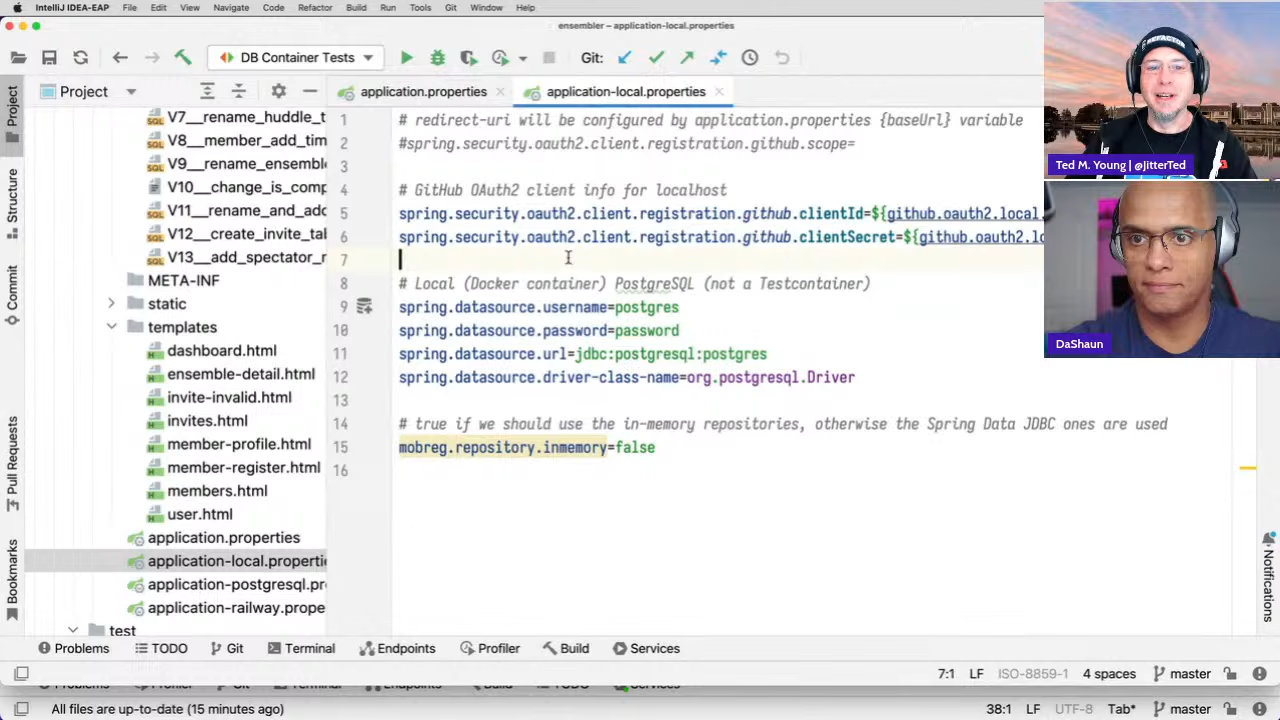 IntelliJ IDEA-EAP File Edit View Navigate Code Refactor Build Run Tools Git Window Help
ensembler – application-local.properties
DB Container Tests
Git:
Project
application.properties
application-local.properties
V7__rename_huddle_t
V8__member_add_tim
V9__rename_ensemble
V10__change_is_comp
V11__rename_and_add
V12__create_invite_tab
V13__add_spectator_r
META-INF
static
templates
dashboard.html
ensemble-detail.html
invite-invalid.html
invites.html
member-profile.html
member-register.html
members.html
user.html
application.properties
application-local.properti
application-postgresql.pr
application-railway.prope
test
1 # redirect-uri will be configured by application.properties {baseUrl} variable
2 #spring.security.oauth2.client.registration.github.scope=
3
4 # GitHub OAuth2 client info for localhost
5 spring.security.oauth2.client.registration.github.clientId=${github.oauth2.local.
6 spring.security.oauth2.client.registration.github.clientSecret=${github.oauth2.lo
7
8 # Local (Docker container) PostgreSQL (not a Testcontainer)
9 spring.datasource.username=postgres
10 spring.datasource.password=password
11 spring.datasource.url=jdbc:postgresql:postgres
12 spring.datasource.driver-class-name=org.postgresql.Driver
13
14 # true if we should use the in-memory repositories, otherwise the Spring Data JDBC ones are used
15 mobreg.repository.inmemory=false
16
Project
Structure
Commit
Pull Requests
Bookmarks
Notifications
Ted M. Young | @JitterTed
DaShaun
Problems TODO Git Terminal Endpoints Profiler Build Services
7:1 LF ISO-8859-1 4 spaces master
All files are up-to-date (15 minutes ago) 38:1 LF UTF-8 Tab* master